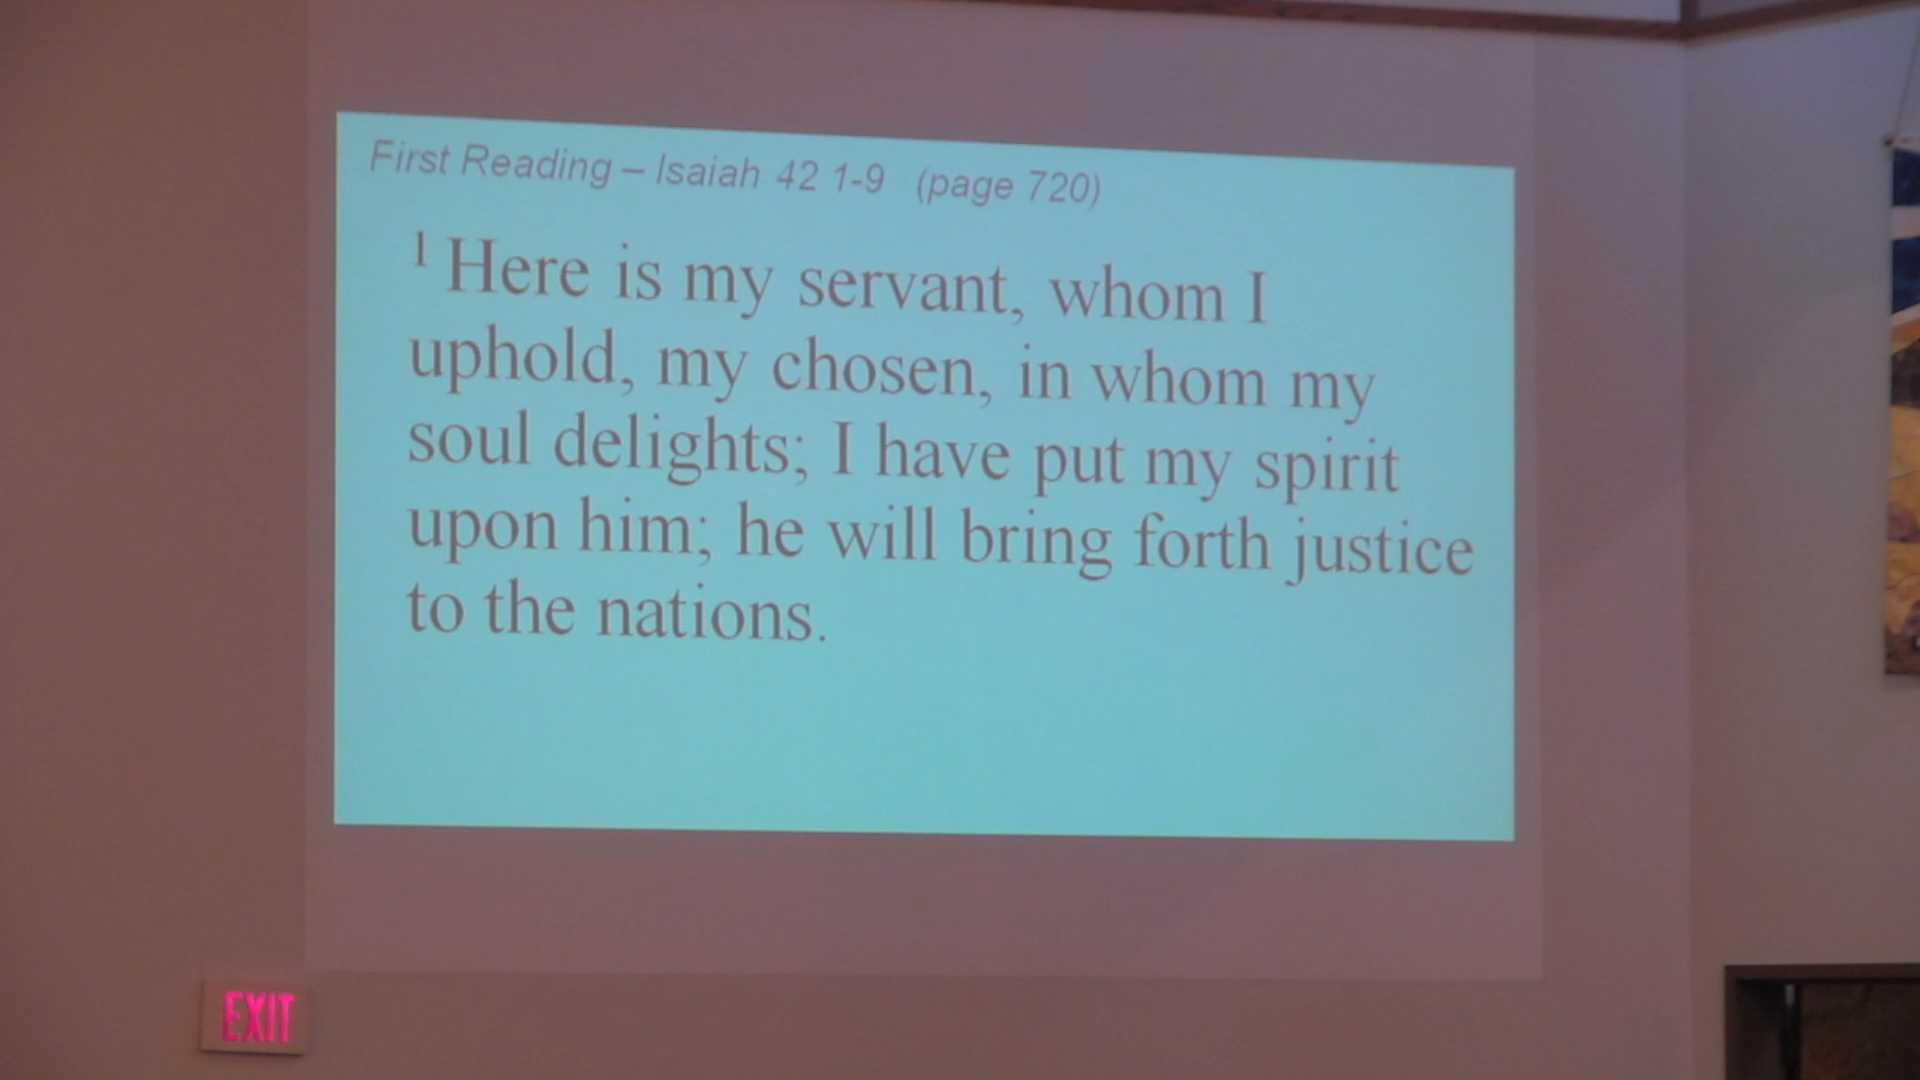 First Reading – Isaiah 42 1-9 (page 720)
1 Here is my servant, whom I
uphold, my chosen, in whom my
soul delights; I have put my spirit
upon him; he will bring forth justice
to the nations.
EXIT